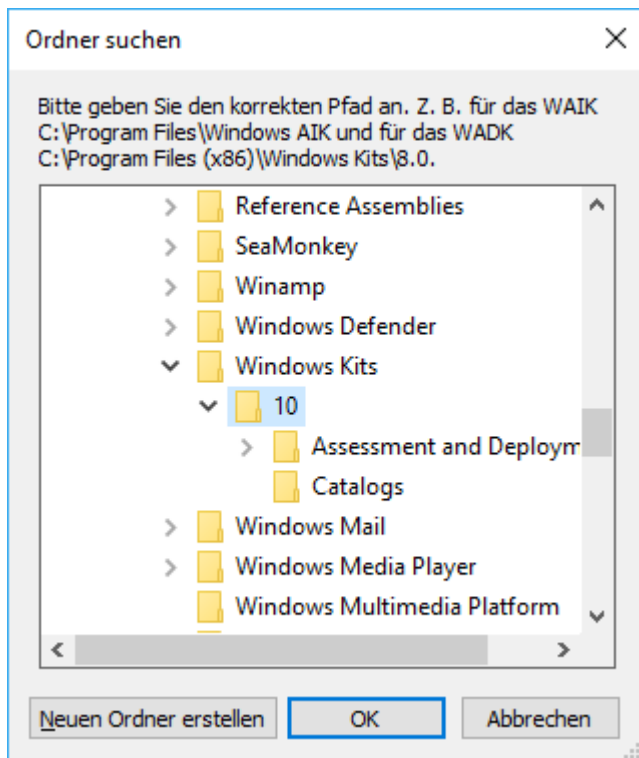 Ordner suchen
Bitte geben Sie den korrekten Pfad an. Z. B. für das WAIK
C:\Program Files\Windows AIK und für das WADK
C:\Program Files (x86)\Windows Kits\8.0.
Reference Assemblies
SeaMonkey
Winamp
Windows Defender
Windows Kits
10
Assessment and Deploym
Catalogs
Windows Mail
Windows Media Player
Windows Multimedia Platform
Neuen Ordner erstellen
OK
Abbrechen